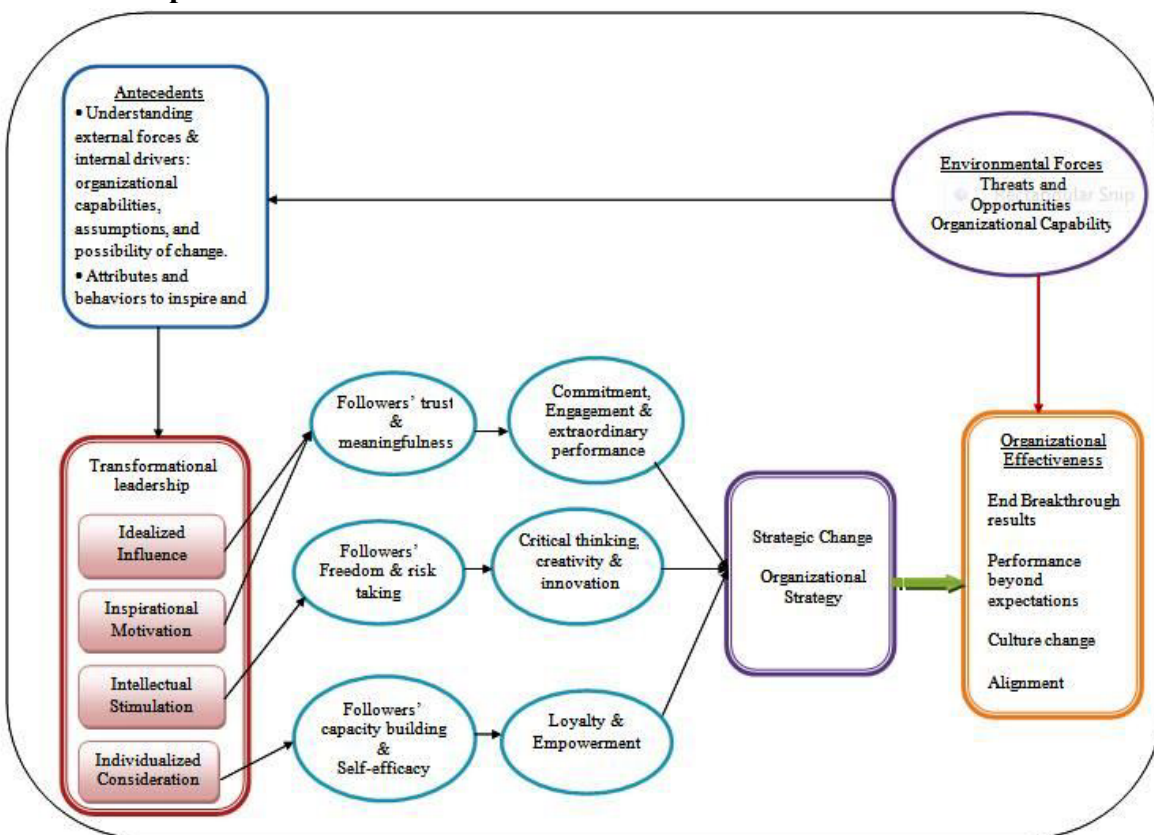 Antecedents
• Understanding
external forces &
internal drivers:
organizational
capabilities,
assumptions, and
possibility of change.
• Attributes and
behaviors to inspire and
Environmental Forces
Threats and
Opportunities
Organizational Capability
Rectangular Snip
Transformational
leadership
Idealized
Influence
Inspirational
Motivation
Intellectual
Stimulation
Individualized
Consideration
Followers' trust
&
meaningfulness
Followers'
Freedom & risk
taking
Followers'
capacity building
&
Self-efficacy
Commitment,
Engagement &
extraordinary
performance
Critical thinking,
creativity &
innovation
Loyalty &
Empowerment
Strategic Change
Organizational
Strategy
Organizational
Effectiveness
End Breakthrough
results
Performance
beyond
expectations
Culture change
Alignment